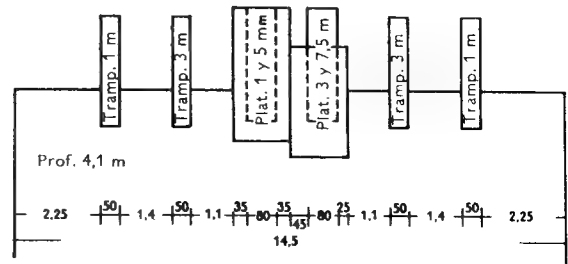 Tramp. 1 m
Tramp. 3 m
Plat. 1 y 5 mm
Plat. 3 y 7,5 m
Tramp. 3 m
Tramp. 1 m
Prof. 4,1 m
2,25 50 1,4 50 1,1 35 80 35 45 80 25 1,1 50 1,4 50 2,25
14,5